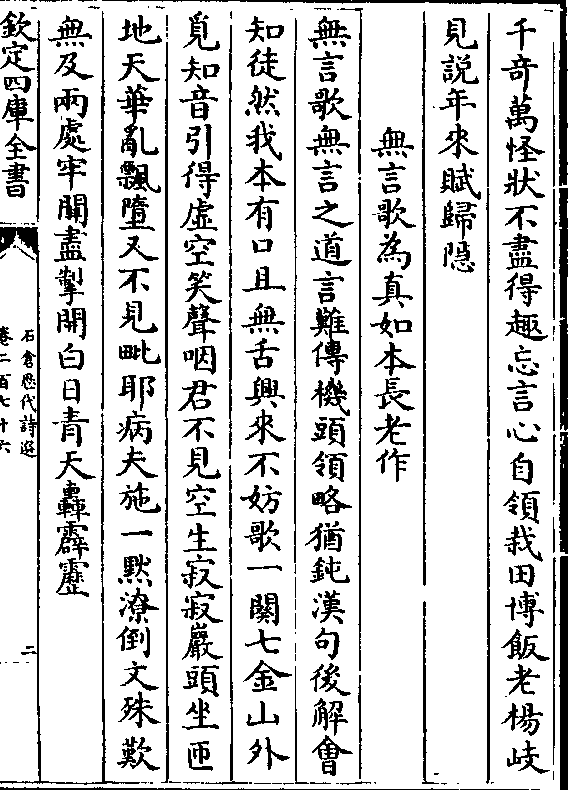 千奇萬怪狀不盡得趣忘言心自領栽田博飯老楊岐
見説年來賦歸隐
無言歌為真如本長老作
無言歌無言之道言難傳機頭領略猶鈍漢句後解會
知徒然我本有口且無舌興來不妨歌一闋七金山外
覓知音引得虛空笑聲咽君不見空生寂寂巖頭坐匝
地天華亂飄墮又不見毗耶病夫施一黙潦倒文殊歎
無及兩處牢關盡掣開白日青天轟霹靂
欽定四庫全書
石倉歴代詩選
卷二百七十六
二